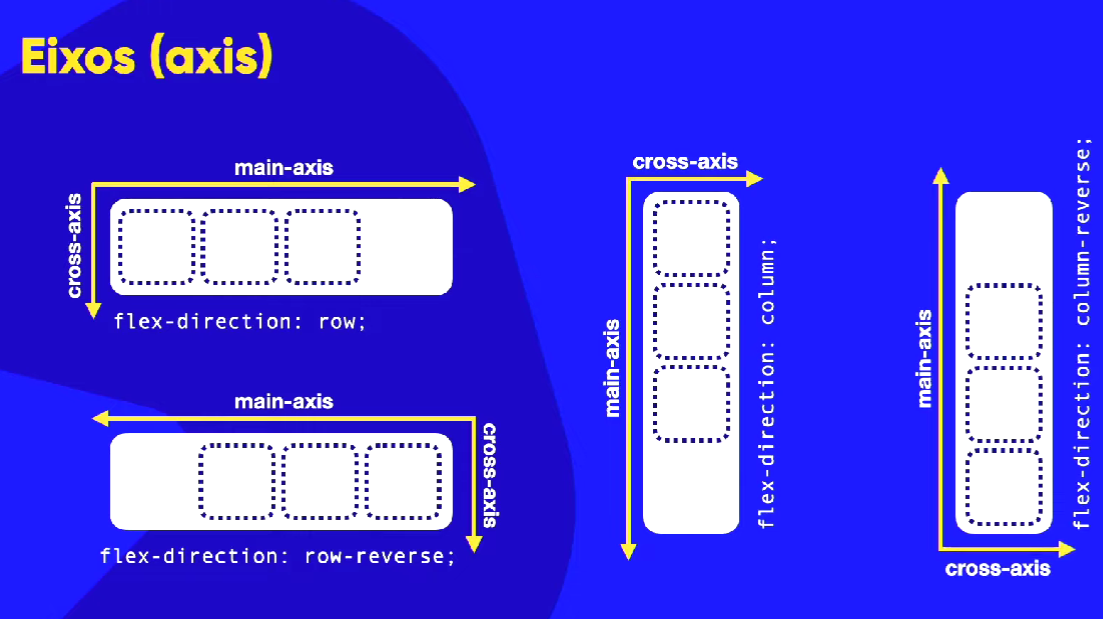 Eixos (axis)
main-axis
cross-axis
flex-direction: row;
main-axis
cross-axis
flex-direction: row-reverse;
cross-axis
main-axis
flex-direction: column;
main-axis
cross-axis
flex-direction: column-reverse;